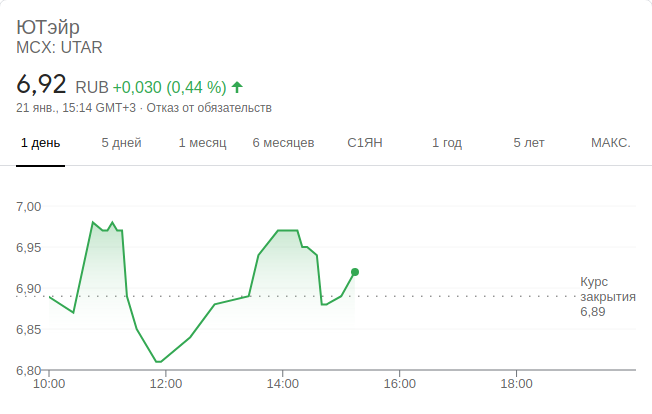 ЮТэйр
MCX: UTAR
6,92 RUB +0,030 (0,44 %)
21 янв., 15:14 GMT+3 · Отказ от обязательств
1 день 5 дней 1 месяц 6 месяцев С1ЯН 1 год 5 лет МАКС.
7,00
6,95
6,90
6,85
6,80
Курс
закрытия
6,89
10:00 12:00 14:00 16:00 18:00